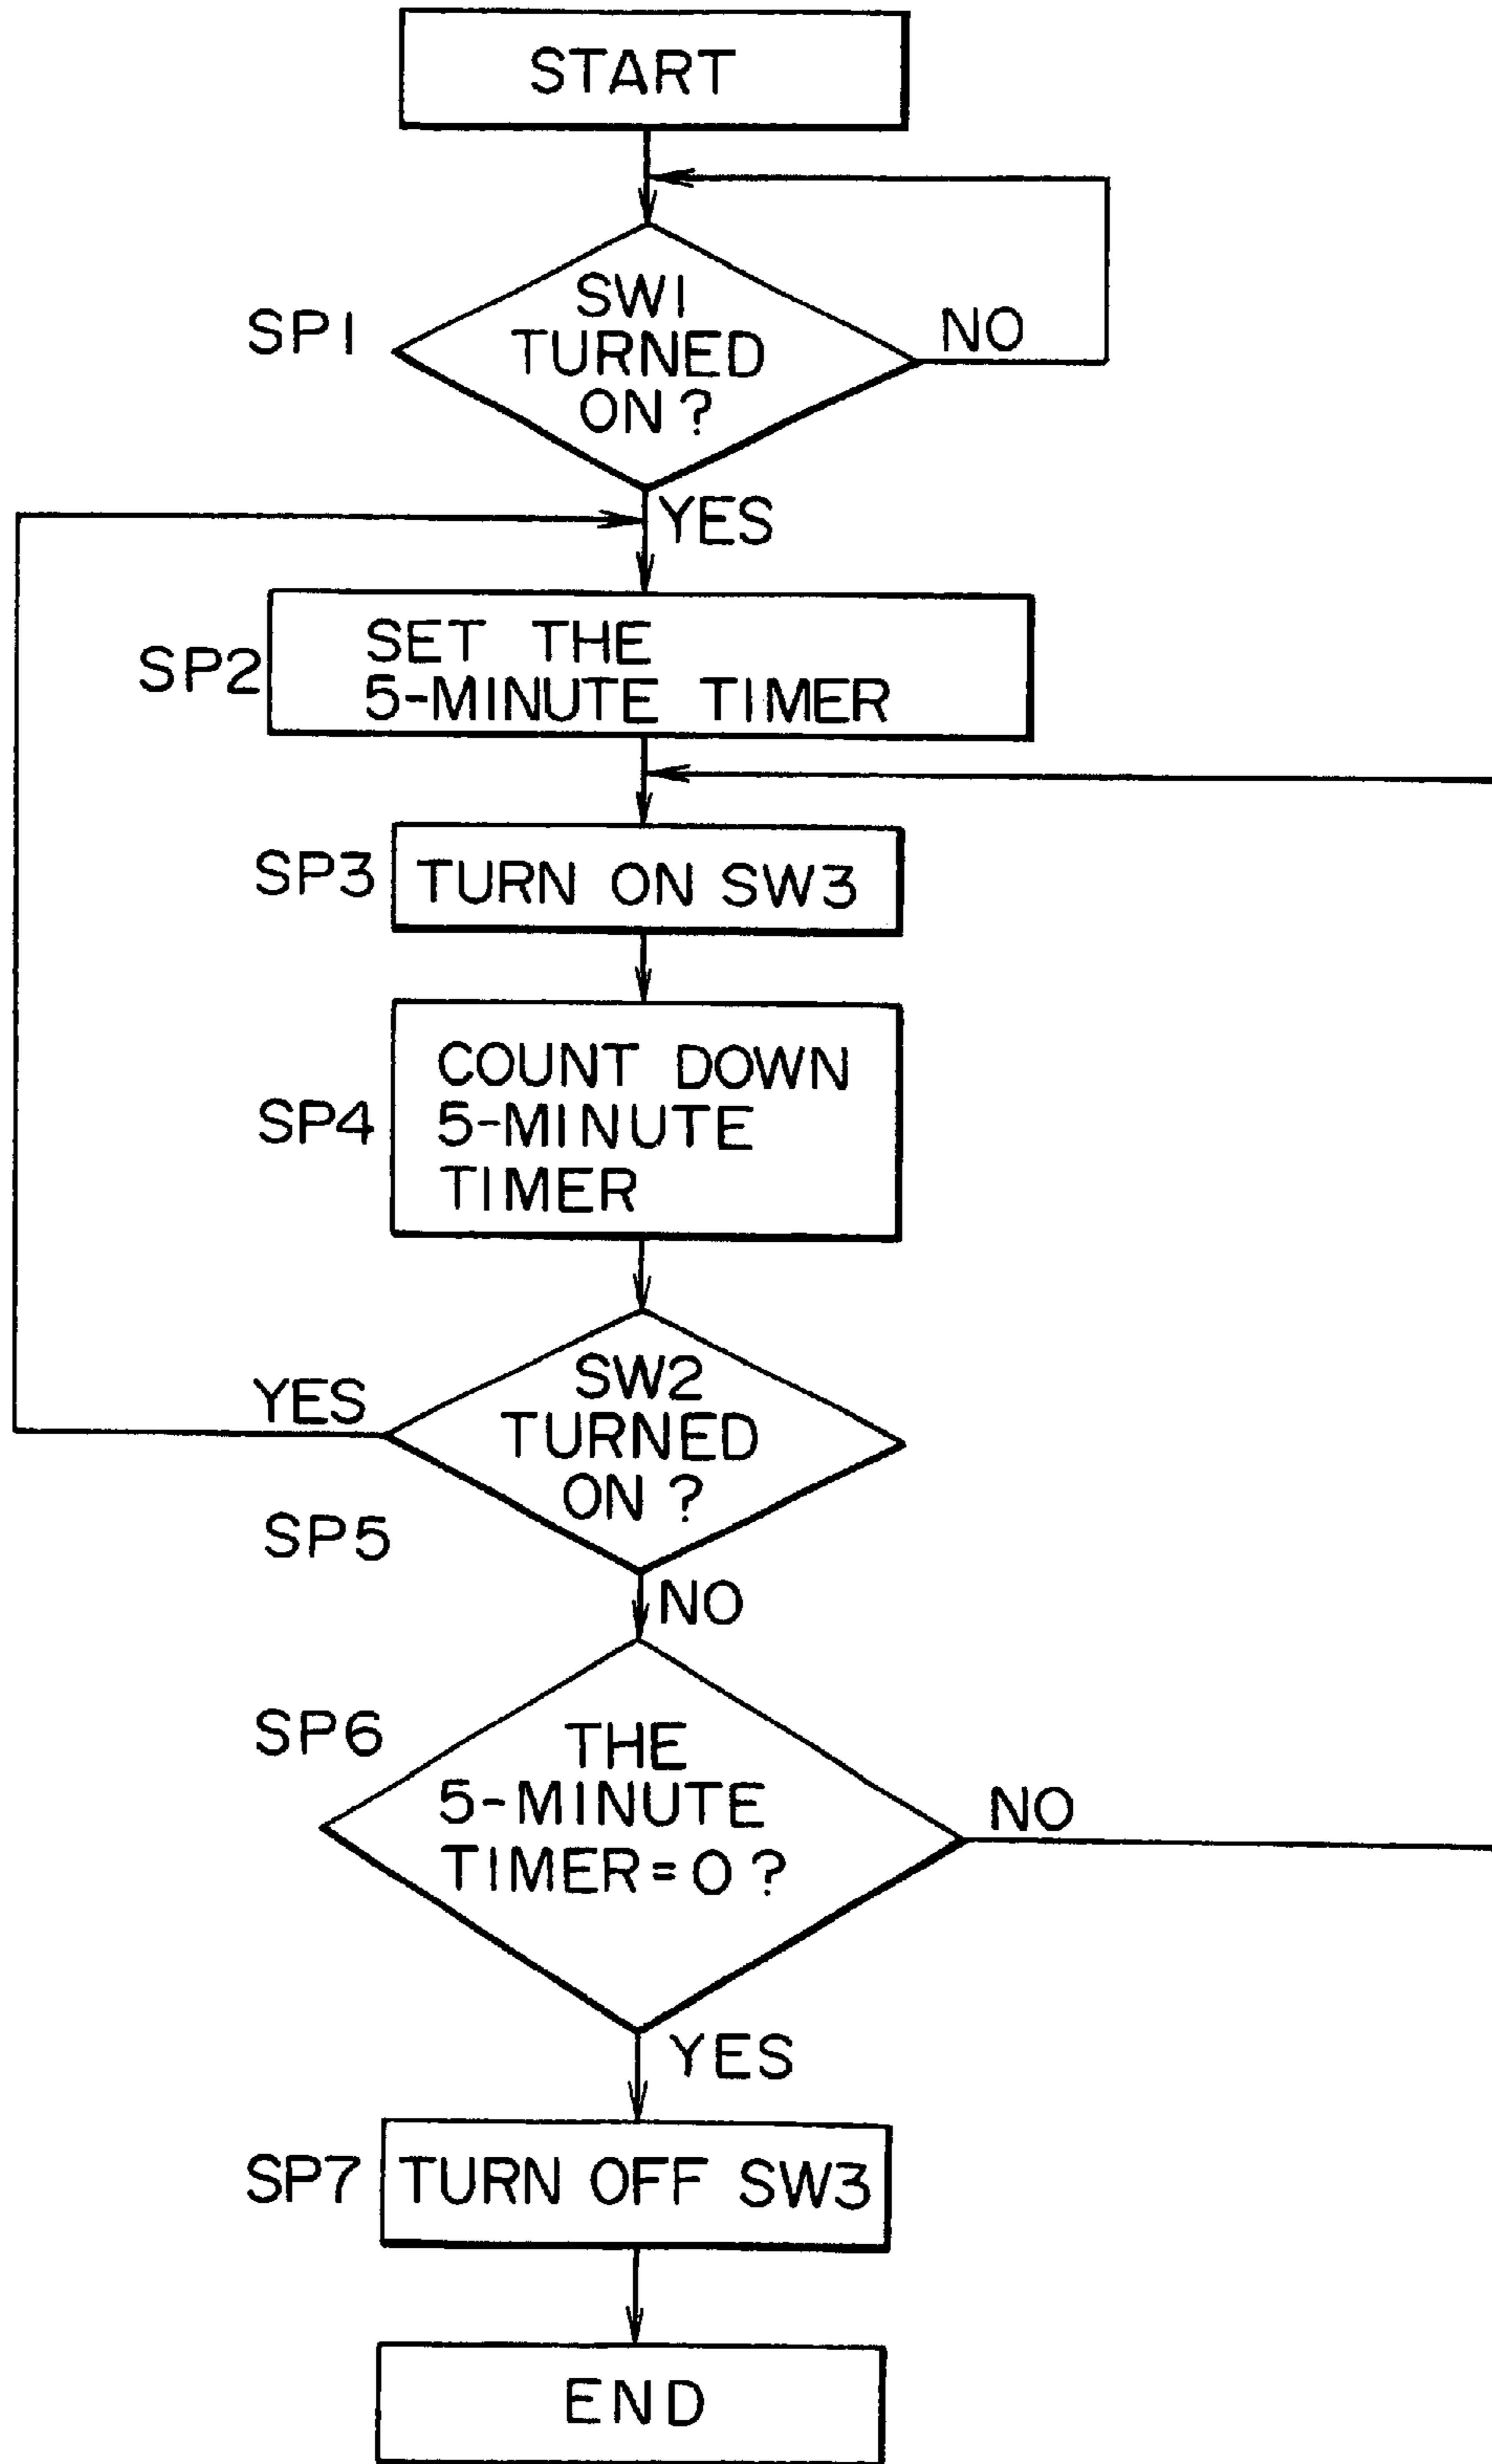 START
SP1
SW1
TURNED
ON?
NO
YES
SP2
SET THE
5-MINUTE TIMER
SP3
TURN ON SW3
SP4
COUNT DOWN
5-MINUTE
TIMER
YES
SW2
TURNED
ON?
SP5
NO
SP6
THE
5-MINUTE
TIMER=0?
NO
YES
SP7
TURN OFF SW3
END